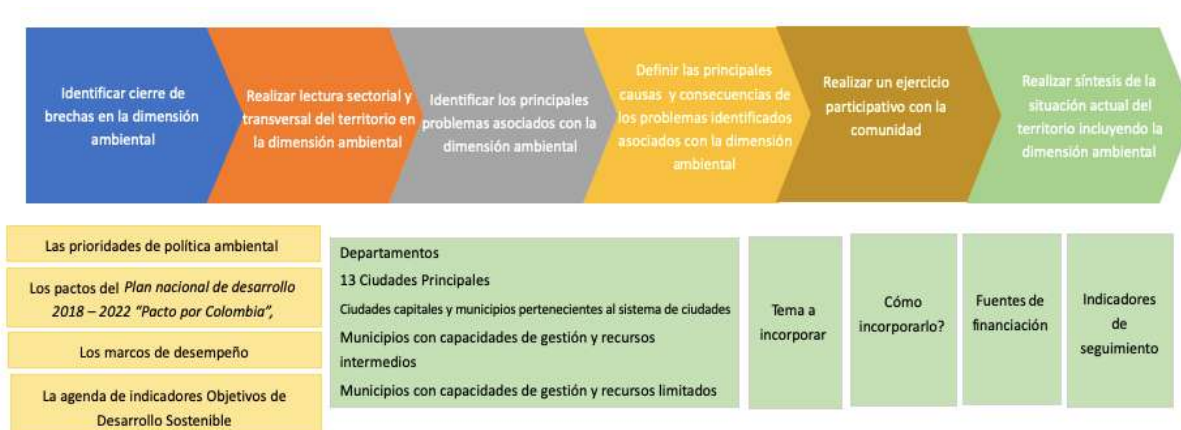 Identificar cierre de
brechas en la dimensión
ambiental
Realizar lectura sectorial y
transversal del territorio en
la dimensión ambiental
Identificar los principales
problemas asociados con la
dimensión ambiental
Definir las principales
causas y consecuencias de
los problemas identificados
asociados con la dimensión
ambiental
Realizar un ejercicio
participativo con la
comunidad
Realizar síntesis de la
situación actual del
territorio incluyendo la
dimensión ambiental
Las prioridades de política ambiental
Los pactos del Plan nacional de desarrollo
2018 – 2022 “Pacto por Colombia”,
Los marcos de desempeño
La agenda de indicadores Objetivos de
Desarrollo Sostenible
Departamentos
13 Ciudades Principales
Ciudades capitales y municipios pertenecientes al sistema de ciudades
Municipios con capacidades de gestión y recursos
intermedios
Municipios con capacidades de gestión y recursos limitados
Tema a
incorporar
Cómo
incorporarlo?
Fuentes de
financiación
Indicadores
de
seguimiento